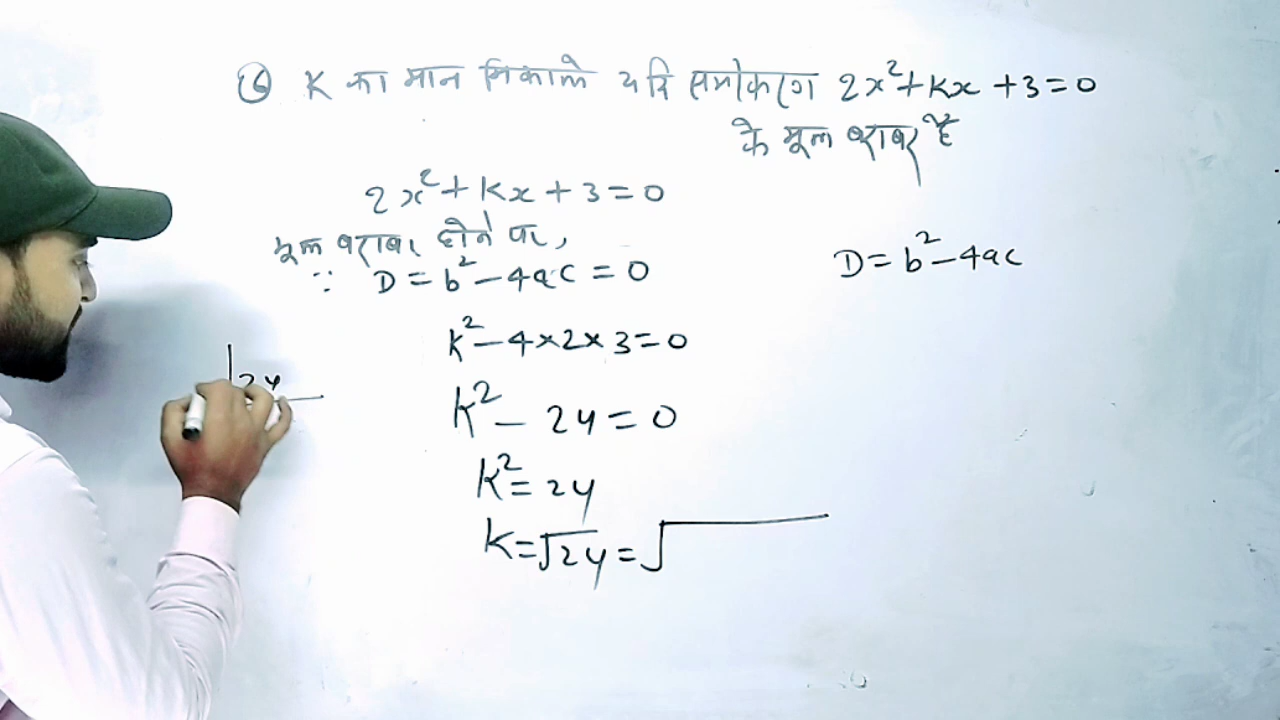 ⑥ K का मान निकाले यदि समीकरण 2x²+Kx+3=0
के मूल बराबर है
2x²+Kx+3=0
मूल बराबर होने पर,
∵ D=b²-4ac=0
D=b²-4ac
K²-4×2×3=0
24
K²-24=0
K²=24
K=√24=√